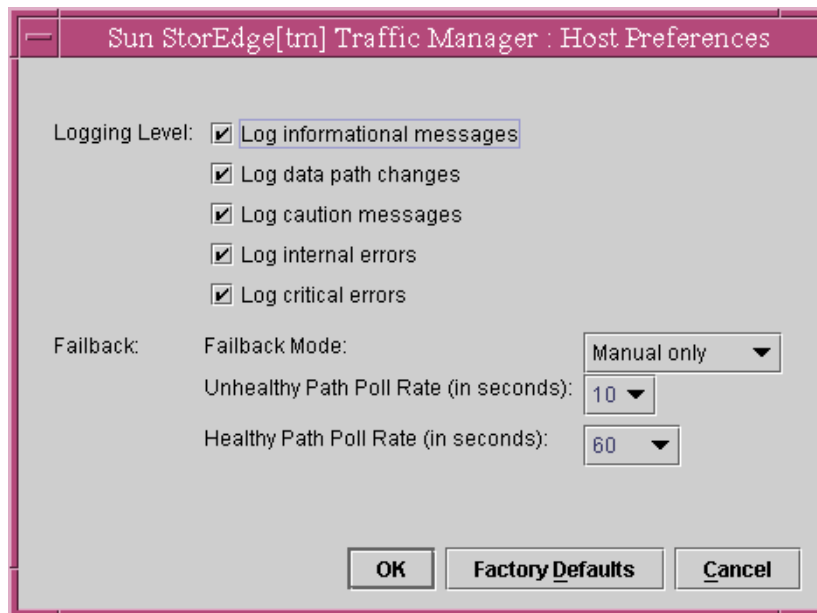 Sun StorEdge[tm] Traffic Manager : Host Preferences
Logging Level: Log informational messages
Log data path changes
Log caution messages
Log internal errors
Log critical errors
Failback: Failback Mode: Manual only
Unhealthy Path Poll Rate (in seconds): 10
Healthy Path Poll Rate (in seconds): 60
OK Factory Defaults Cancel